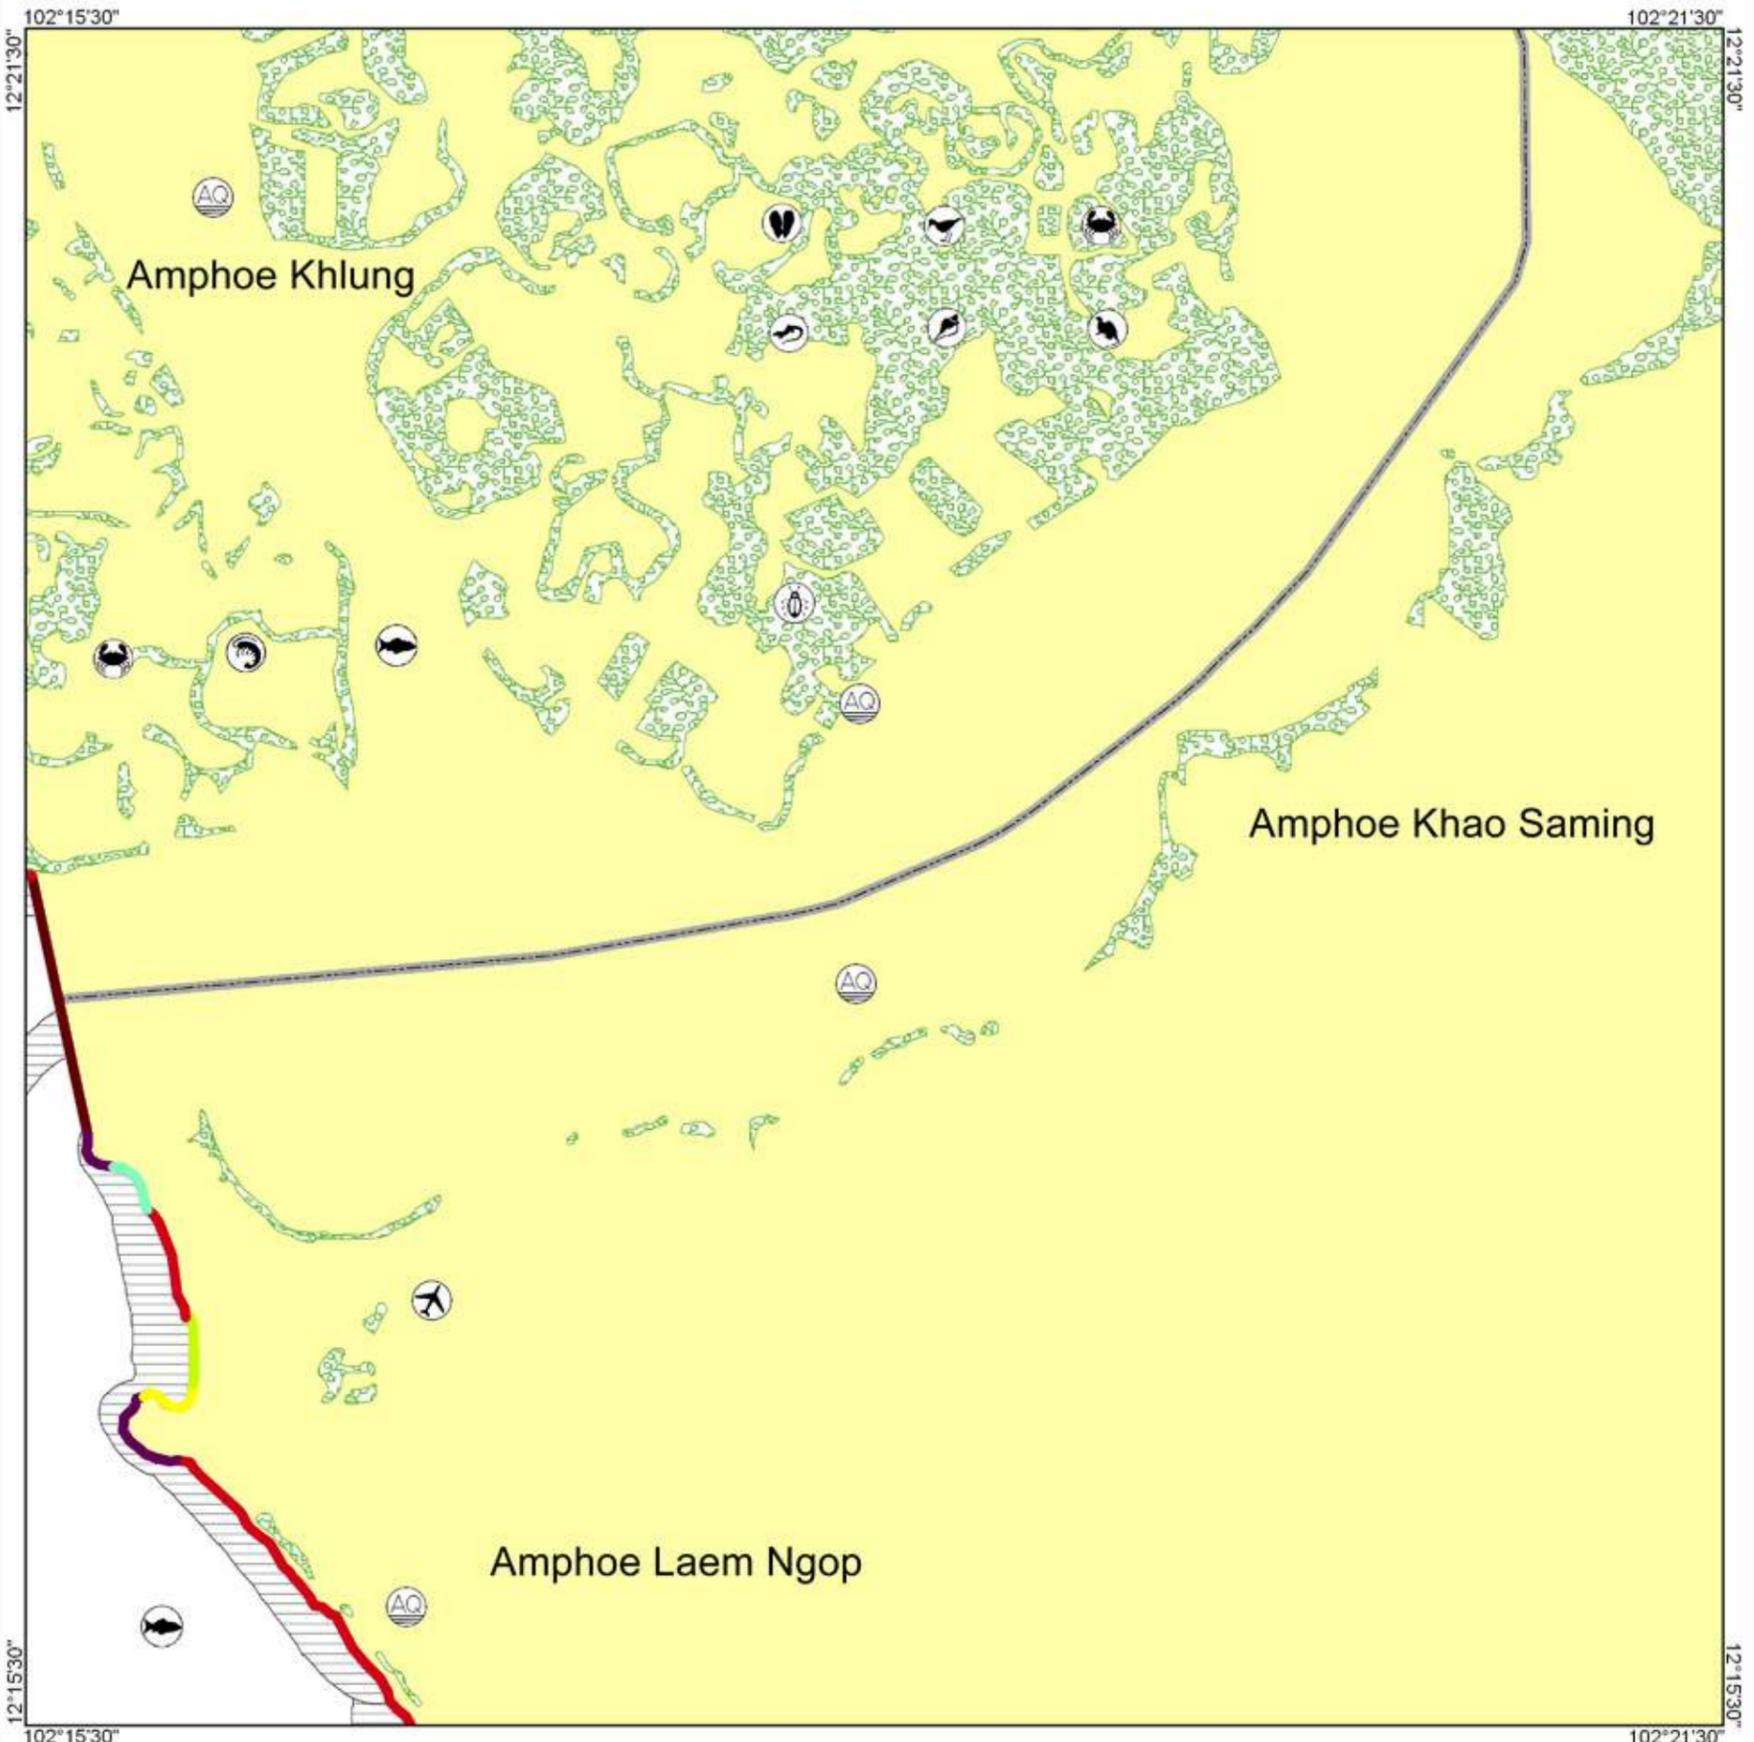 102°15'30" 102°21'30"
12°21'30" 12°21'30"
AQ
Amphoe Khlung
AQ
Amphoe Khao Saming
AQ
Amphoe Laem Ngop
AQ
12°15'30" 12°15'30"
102°15'30" 102°21'30"